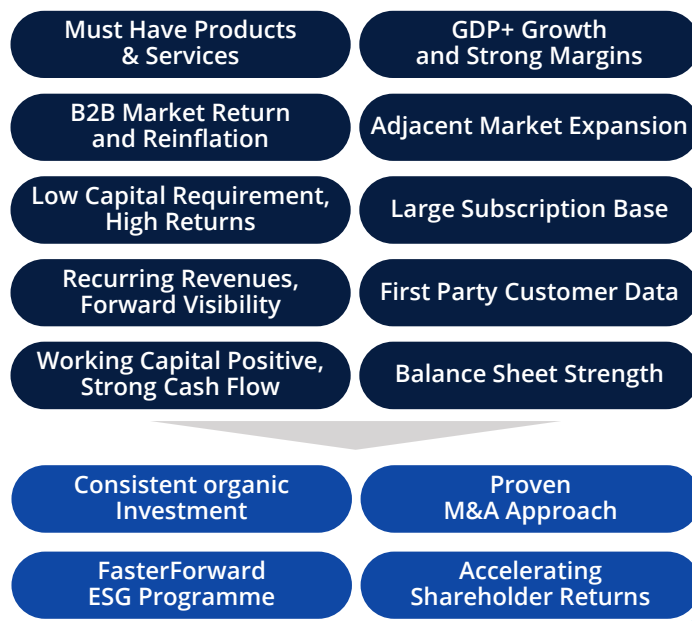 Must Have Products
& Services
GDP+ Growth
and Strong Margins
B2B Market Return
and Reinflation
Adjacent Market Expansion
Low Capital Requirement,
High Returns
Large Subscription Base
Recurring Revenues,
Forward Visibility
First Party Customer Data
Working Capital Positive,
Strong Cash Flow
Balance Sheet Strength
Consistent organic
Investment
Proven
M&A Approach
FasterForward
ESG Programme
Accelerating
Shareholder Returns